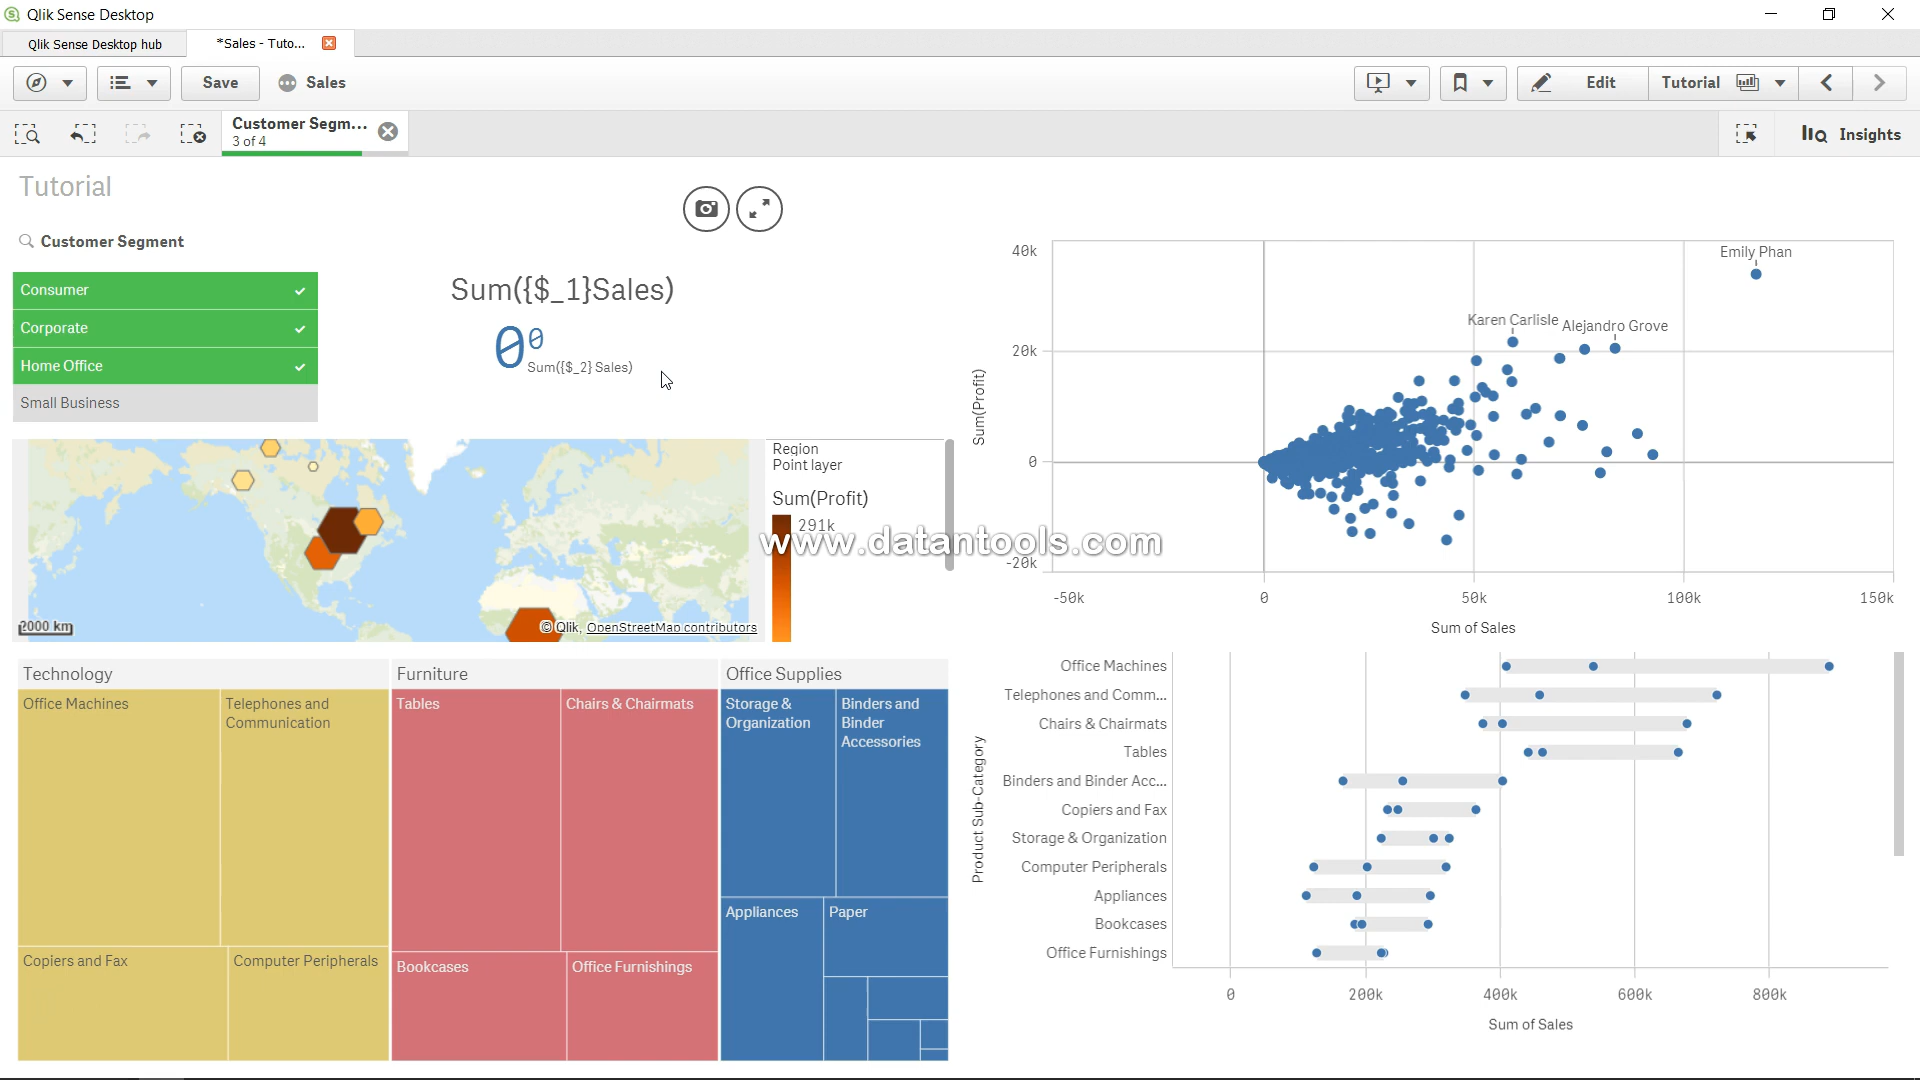 Qlik Sense Desktop
Qlik Sense Desktop hub
*Sales - Tuto...
Save
Sales
Edit
Tutorial
Customer Segm...
3 of 4
Insights
Tutorial
Customer Segment
Consumer
Corporate
Home Office
Small Business
Sum({$_1}Sales)
0
0
Sum({$_2} Sales)
2000 km
© Qlik, OpenStreetMap contributors
Region
Point layer
Sum(Profit)
291k
www.datantools.com
Sum(Profit)
40k
20k
0
-20k
Emily Phan
Karen Carlisle
Alejandro Grove
-50k
0
50k
100k
150k
Sum of Sales
Technology
Office Machines
Telephones and
Communication
Copiers and Fax
Computer Peripherals
Furniture
Tables
Chairs & Chairmats
Bookcases
Office Furnishings
Office Supplies
Storage &
Organization
Binders and
Binder
Accessories
Appliances
Paper
Product Sub-Category
Office Machines
Telephones and Comm...
Chairs & Chairmats
Tables
Binders and Binder Acc...
Copiers and Fax
Storage & Organization
Computer Peripherals
Appliances
Bookcases
Office Furnishings
0
200k
400k
600k
800k
Sum of Sales